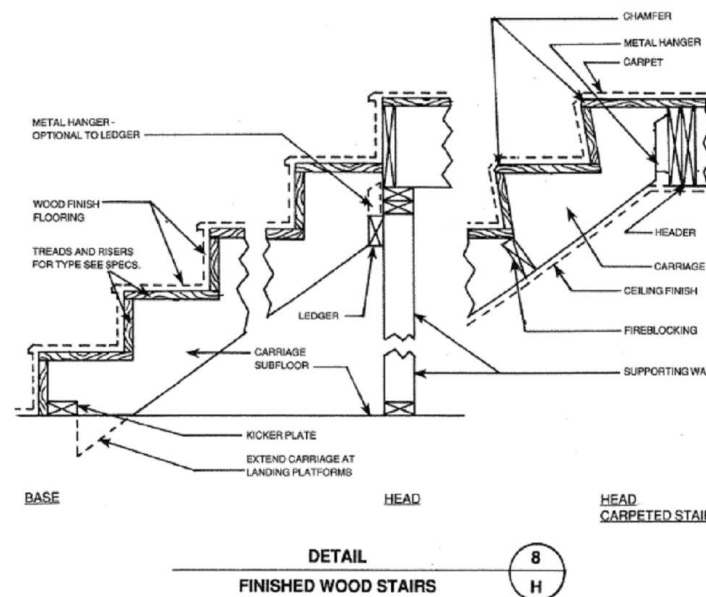 CHAMFER
METAL HANGER
CARPET
METAL HANGER -
OPTIONAL TO LEDGER
WOOD FINISH
FLOORING
TREADS AND RISERS
FOR TYPE SEE SPECS.
HEADER
CARRIAGE
CEILING FINISH
LEDGER
FIREBLOCKING
CARRIAGE
SUBFLOOR
SUPPORTING WA
KICKER PLATE
EXTEND CARRIAGE AT
LANDING PLATFORMS
BASE
HEAD
HEAD
CARPETED STAI
DETAIL
8
FINISHED WOOD STAIRS
H